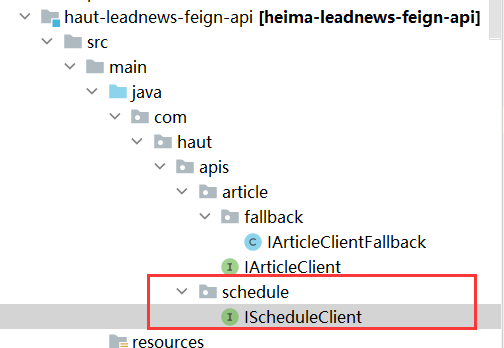 haut-leadnews-feign-api [heima-leadnews-feign-api]
src
main
java
com
haut
apis
article
fallback
C IArticleClientFallback
I IArticleClient
schedule
I IScheduleClient
resources